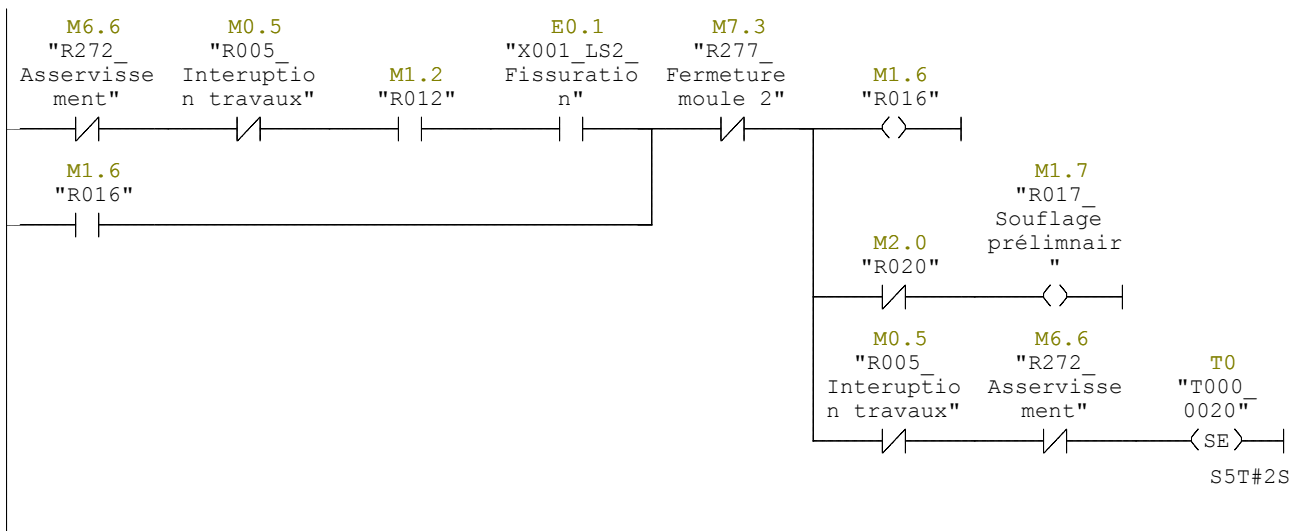 M6.6
"R272_
Asservisse
ment"
M0.5
"R005_
Interuptio
n travaux"
M1.2
"R012"
E0.1
"X001_LS2_
Fissuratio
n"
M7.3
"R277_
Fermeture
moule 2"
M1.6
"R016"
M1.6
"R016"
M1.7
"R017_
Souflage
prélimnair
"
M2.0
"R020"
M0.5
"R005_
Interuptio
n travaux"
M6.6
"R272_
Asservisse
ment"
T0
"T000_
0020"
SE
S5T#2S